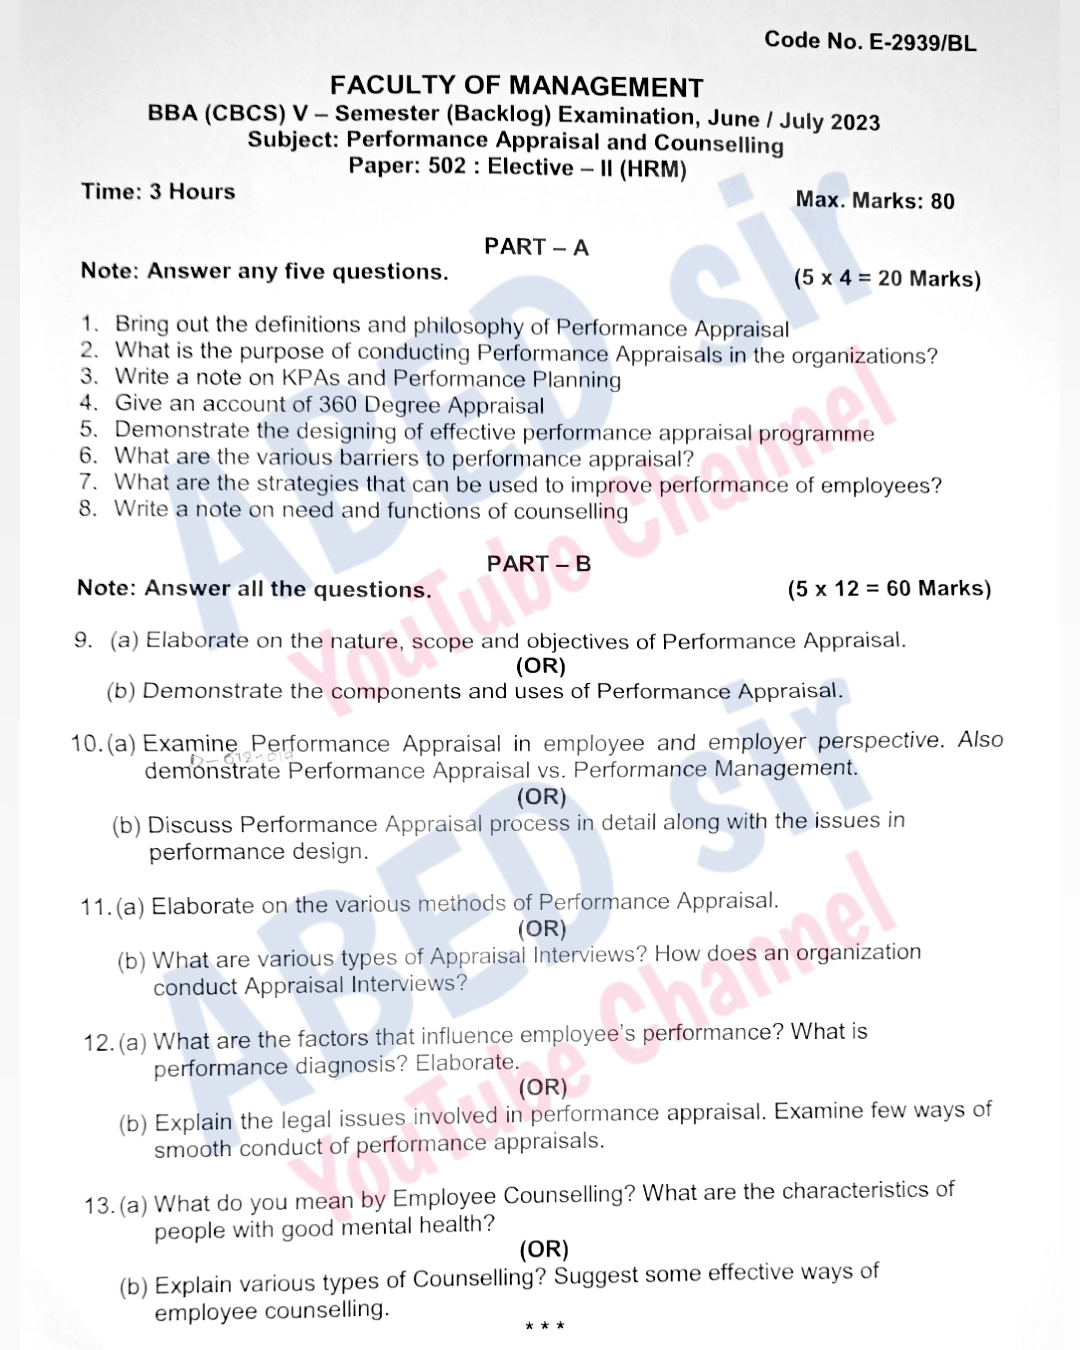 Code No. E-2939/BL
FACULTY OF MANAGEMENT
BBA (CBCS) V – Semester (Backlog) Examination, June / July 2023
Subject: Performance Appraisal and Counselling
Paper: 502 : Elective – II (HRM)
Time: 3 Hours
Max. Marks: 80
PART – A
Note: Answer any five questions.
(5 x 4 = 20 Marks)
1. Bring out the definitions and philosophy of Performance Appraisal
2. What is the purpose of conducting Performance Appraisals in the organizations?
3. Write a note on KPAs and Performance Planning
4. Give an account of 360 Degree Appraisal
5. Demonstrate the designing of effective performance appraisal programme
6. What are the various barriers to performance appraisal?
7. What are the strategies that can be used to improve performance of employees?
8. Write a note on need and functions of counselling
PART – B
Note: Answer all the questions.
(5 x 12 = 60 Marks)
9. (a) Elaborate on the nature, scope and objectives of Performance Appraisal.
(OR)
(b) Demonstrate the components and uses of Performance Appraisal.
10. (a) Examine Performance Appraisal in employee and employer perspective. Also
demonstrate Performance Appraisal vs. Performance Management.
(OR)
(b) Discuss Performance Appraisal process in detail along with the issues in
performance design.
11. (a) Elaborate on the various methods of Performance Appraisal.
(OR)
(b) What are various types of Appraisal Interviews? How does an organization
conduct Appraisal Interviews?
12. (a) What are the factors that influence employee's performance? What is
performance diagnosis? Elaborate.
(OR)
(b) Explain the legal issues involved in performance appraisal. Examine few ways of
smooth conduct of performance appraisals.
13. (a) What do you mean by Employee Counselling? What are the characteristics of
people with good mental health?
(OR)
(b) Explain various types of Counselling? Suggest some effective ways of
employee counselling.
* * *
ABED sir
YouTube Channel
ABED sir
YouTube Channel